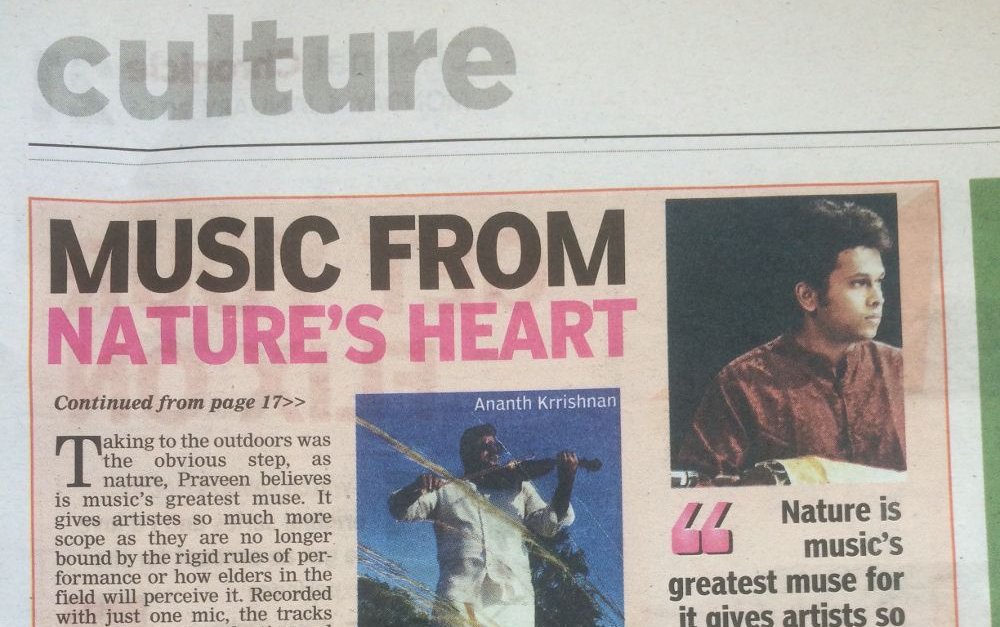 culture
MUSIC FROM
NATURE'S HEART
Continued from page 17>>
Taking to the outdoors was
the obvious step, as
nature, Praveen believes
is music's greatest muse. It
gives artistes so much more
scope as they are no longer
bound by the rigid rules of per-
formance or how elders in the
field will perceive it. Recorded
with just one mic, the tracks
Ananth Krrishnan
“ Nature is
music's
greatest muse for
it gives artists so